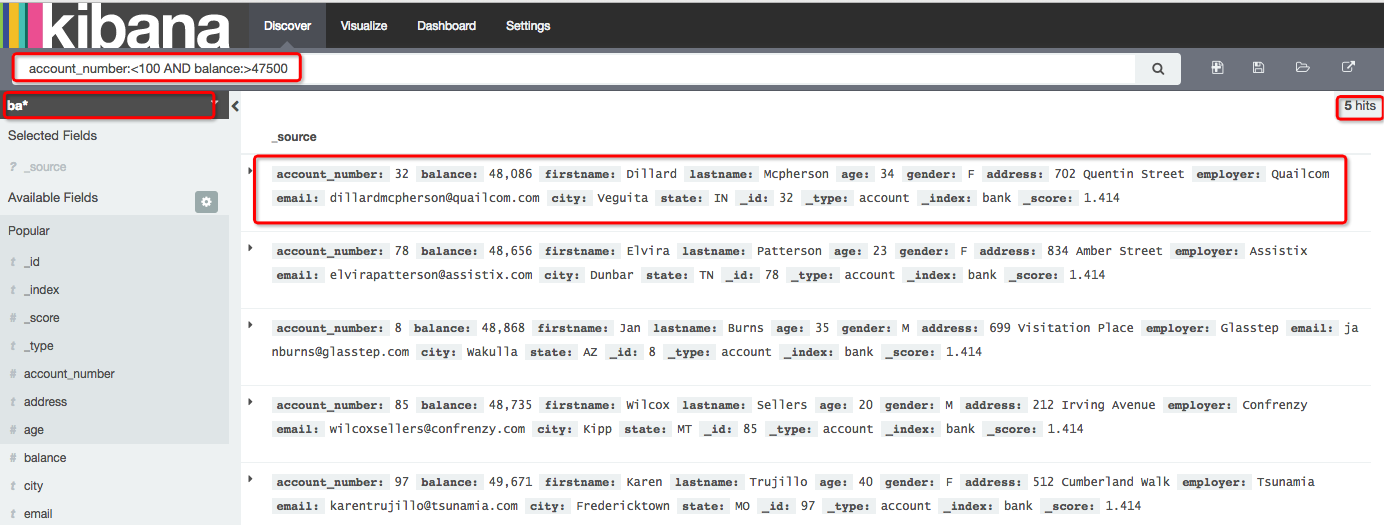 kibana Discover Visualize Dashboard Settings
account_number:<100 AND balance:>47500
ba*
5 hits
Selected Fields
? _source
Available Fields
Popular
t _id
t _index
# _score
t _type
# account_number
t address
# age
# balance
t city
t email
_source
account_number: 32 balance: 48,086 firstname: Dillard lastname: Mcpherson age: 34 gender: F address: 702 Quentin Street employer: Quailcom
email: dillardmcpherson@quailcom.com city: Veguita state: IN _id: 32 _type: account _index: bank _score: 1.414
account_number: 78 balance: 48,656 firstname: Elvira lastname: Patterson age: 23 gender: F address: 834 Amber Street employer: Assistix
email: elvirapatterson@assistix.com city: Dunbar state: TN _id: 78 _type: account _index: bank _score: 1.414
account_number: 8 balance: 48,868 firstname: Jan lastname: Burns age: 35 gender: M address: 699 Visitation Place employer: Glasstep email: ja
nburns@glasstep.com city: Wakulla state: AZ _id: 8 _type: account _index: bank _score: 1.414
account_number: 85 balance: 48,735 firstname: Wilcox lastname: Sellers age: 20 gender: M address: 212 Irving Avenue employer: Confrenzy
email: wilcoxsellers@confrenzy.com city: Kipp state: MT _id: 85 _type: account _index: bank _score: 1.414
account_number: 97 balance: 49,671 firstname: Karen lastname: Trujillo age: 40 gender: F address: 512 Cumberland Walk employer: Tsunamia
email: karentrujillo@tsunamia.com city: Fredericktown state: MO _id: 97 _type: account _index: bank _score: 1.414